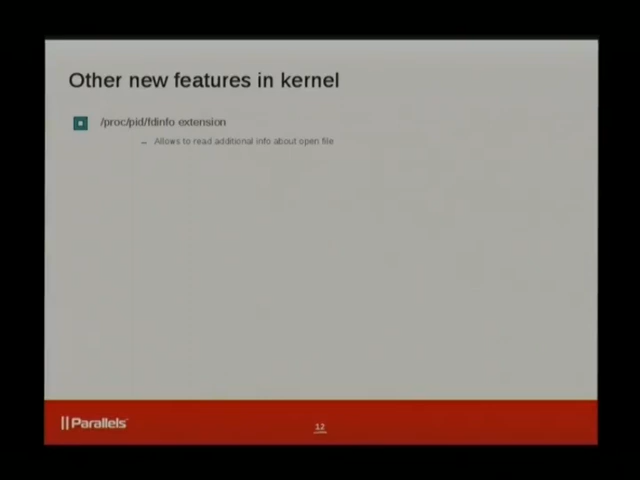 Other new features in kernel
/proc/pid/fdinfo extension
– Allows to read additional info about open file
Parallels
12